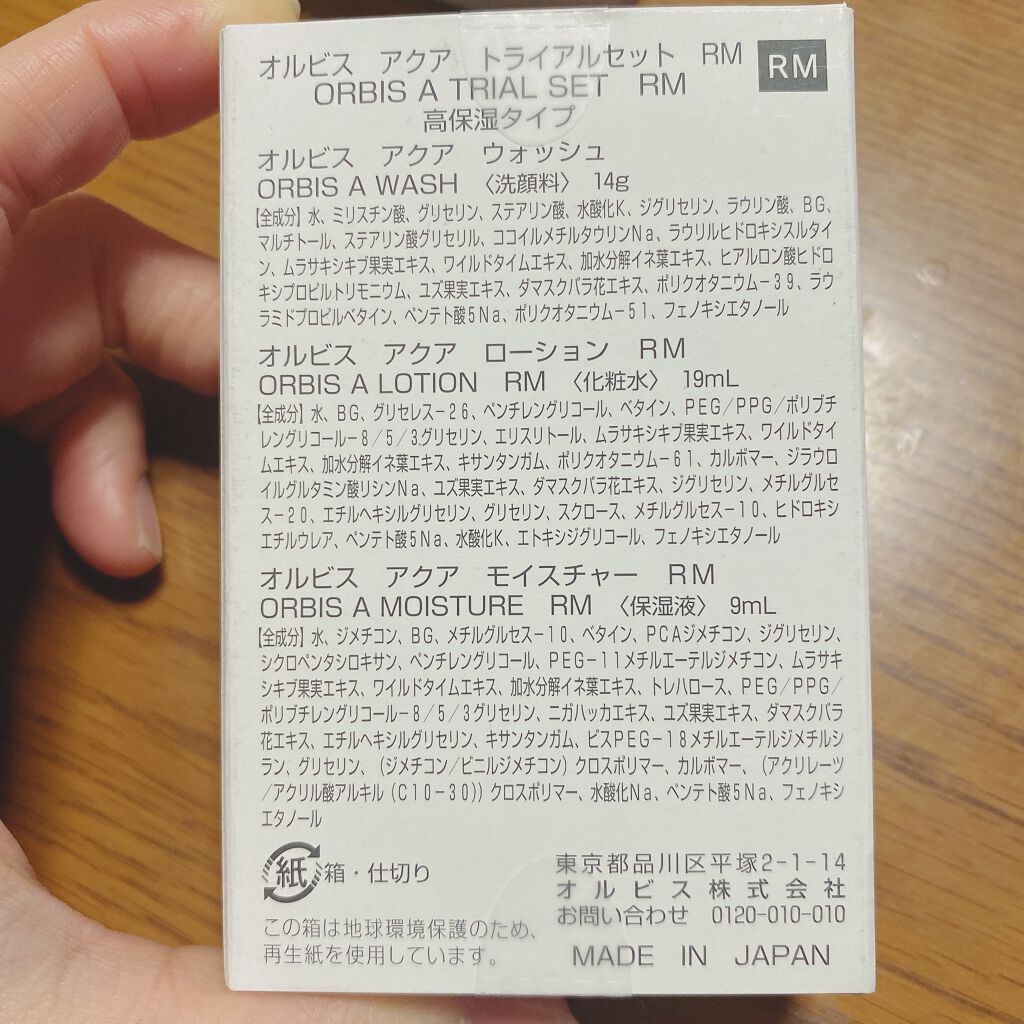 オルビス アクア トライアルセット RM RM
ORBIS A TRIAL SET RM
高保湿タイプ
オルビス アクア ウォッシュ
ORBIS A WASH 〈洗顔料〉 14g
【全成分】水、ミリスチン酸、グリセリン、ステアリン酸、水酸化K、ジグリセリン、ラウリン酸、BG、
マルチトール、ステアリン酸グリセリル、ココイルメチルタウリンNa、ラウリルヒドロキシスルタイ
ン、ムラサキシキブ果実エキス、ワイルドタイムエキス、加水分解イネ葉エキス、ヒアルロン酸ヒドロ
キシプロピルトリモニウム、ユズ果実エキス、ダマスクバラ花エキス、ポリクオタニウム-39、ラウ
ラミドプロピルベタイン、ペンテト酸5Na、ポリクオタニウム-51、フェノキシエタノール
オルビス アクア ローション RM
ORBIS A LOTION RM 〈化粧水〉 19mL
【全成分】水、BG、グリセレス-26、ペンチレングリコール、ベタイン、PEG/PPG/ポリブチ
レングリコール-8/5/3グリセリン、エリスリトール、ムラサキシキブ果実エキス、ワイルドタイ
ムエキス、加水分解イネ葉エキス、キサンタンガム、ポリクオタニウム-61、カルボマー、ジラウロ
イルグルタミン酸リシンNa、ユズ果実エキス、ダマスクバラ花エキス、ジグリセリン、メチルグルセ
ス-20、エチルヘキシルグリセリン、グリセリン、スクロース、メチルグルセス-10、ヒドロキシ
エチルウレア、ペンテト酸5Na、水酸化K、エトキシジグリコール、フェノキシエタノール
オルビス アクア モイスチャー RM
ORBIS A MOISTURE RM 〈保湿液〉 9mL
【全成分】水、ジメチコン、BG、メチルグルセス-10、ベタイン、PCAジメチコン、ジグリセリン、
シクロペンタシロキサン、ペンチレングリコール、PEG-11メチルエーテルジメチコン、ムラサキ
シキブ果実エキス、ワイルドタイムエキス、加水分解イネ葉エキス、トレハロース、PEG/PPG/
ポリブチレングリコール-8/5/3グリセリン、ニガハッカエキス、ユズ果実エキス、ダマスクバラ
花エキス、エチルヘキシルグリセリン、キサンタンガム、ビスPEG-18メチルエーテルジメチルシ
ラン、グリセリン、(ジメチコン/ビニルジメチコン)クロスポリマー、カルボマー、(アクリレーツ
/アクリル酸アルキル(C10-30))クロスポリマー、水酸化Na、ペンテト酸5Na、フェノキシ
エタノール
紙 箱・仕切り
この箱は地球環境保護のため、
再生紙を使用しています。
東京都品川区平塚2-1-14
オルビス株式会社
お問い合わせ 0120-010-010
MADE IN JAPAN